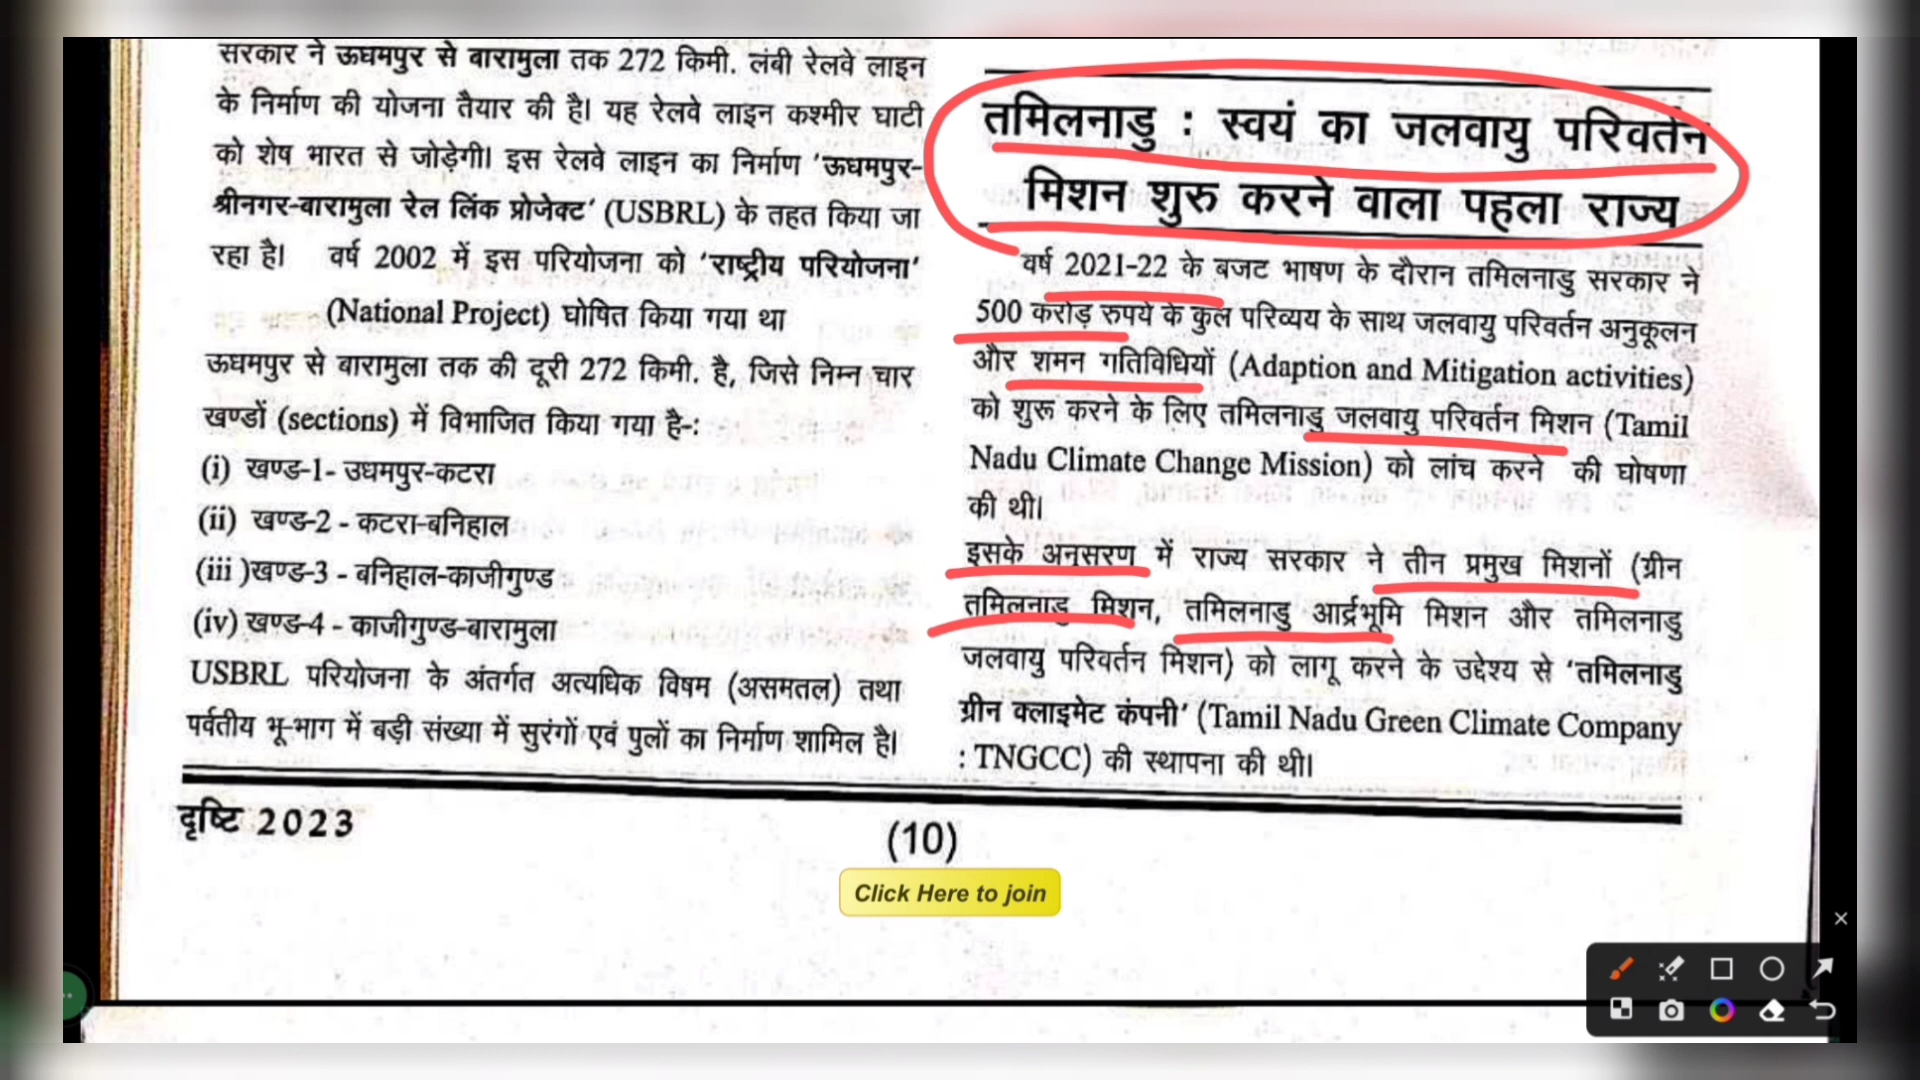 सरकार ने ऊधमपुर से बारामुला तक 272 किमी. लंबी रेलवे लाइन
के निर्माण की योजना तैयार की है। यह रेलवे लाइन कश्मीर घाटी
को शेष भारत से जोड़ेगी। इस रेलवे लाइन का निर्माण 'ऊधमपुर-
श्रीनगर-बारामुला रेल लिंक प्रोजेक्ट' (USBRL) के तहत किया जा
रहा है। वर्ष 2002 में इस परियोजना को 'राष्ट्रीय परियोजना'
(National Project) घोषित किया गया था
ऊधमपुर से बारामुला तक की दूरी 272 किमी. है, जिसे निम्न चार
खण्डों (sections) में विभाजित किया गया है-:
(i) खण्ड-1- उधमपुर-कटरा
(ii) खण्ड-2 - कटरा-बनिहाल
(iii )खण्ड-3 - बनिहाल-काजीगुण्ड
(iv) खण्ड-4 - काजीगुण्ड-बारामुला
USBRL परियोजना के अंतर्गत अत्यधिक विषम (असमतल) तथा
पर्वतीय भू-भाग में बड़ी संख्या में सुरंगों एवं पुलों का निर्माण शामिल है।
तमिलनाडु : स्वयं का जलवायु परिवर्तन
मिशन शुरु करने वाला पहला राज्य
वर्ष 2021-22 के बजट भाषण के दौरान तमिलनाडु सरकार ने
500 करोड़ रुपये के कुल परिव्यय के साथ जलवायु परिवर्तन अनुकूलन
और शमन गतिविधियों (Adaption and Mitigation activities)
को शुरू करने के लिए तमिलनाडु जलवायु परिवर्तन मिशन (Tamil
Nadu Climate Change Mission) को लांच करने की घोषणा
की थी।
इसके अनुसरण में राज्य सरकार ने तीन प्रमुख मिशनों (ग्रीन
तमिलनाडु मिशन, तमिलनाडु आर्द्रभूमि मिशन और तमिलनाडु
जलवायु परिवर्तन मिशन) को लागू करने के उद्देश्य से 'तमिलनाडु
ग्रीन क्लाइमेट कंपनी' (Tamil Nadu Green Climate Company
: TNGCC) की स्थापना की थी।
दृष्टि 2023
(10)
Click Here to join